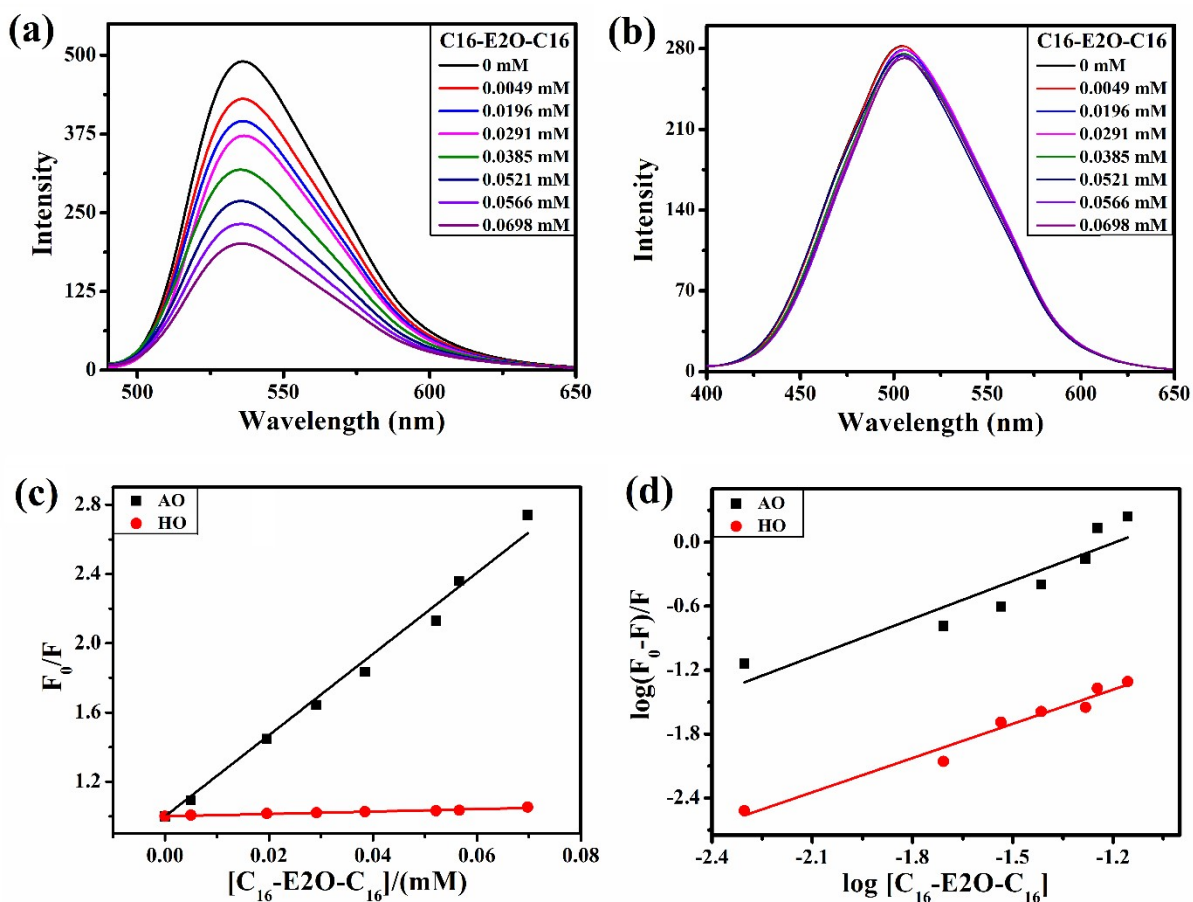 (a)
C16-E2O-C16
0 mM
0.0049 mM
0.0196 mM
0.0291 mM
0.0385 mM
0.0521 mM
0.0566 mM
0.0698 mM
500
375
250
125
0
Intensity
500
550
600
650
Wavelength (nm)
(b)
C16-E2O-C16
0 mM
0.0049 mM
0.0196 mM
0.0291 mM
0.0385 mM
0.0521 mM
0.0566 mM
0.0698 mM
280
210
140
70
0
Intensity
400
450
500
550
600
650
Wavelength (nm)
(c)
AO
HO
2.8
2.4
2.0
1.6
1.2
F₀/F
0.00
0.02
0.04
0.06
0.08
[C₁₆-E2O-C₁₆]/(mM)
(d)
AO
HO
0.0
-0.6
-1.2
-1.8
-2.4
log(F₀-F)/F
-2.4
-2.1
-1.8
-1.5
-1.2
log [C₁₆-E2O-C₁₆]